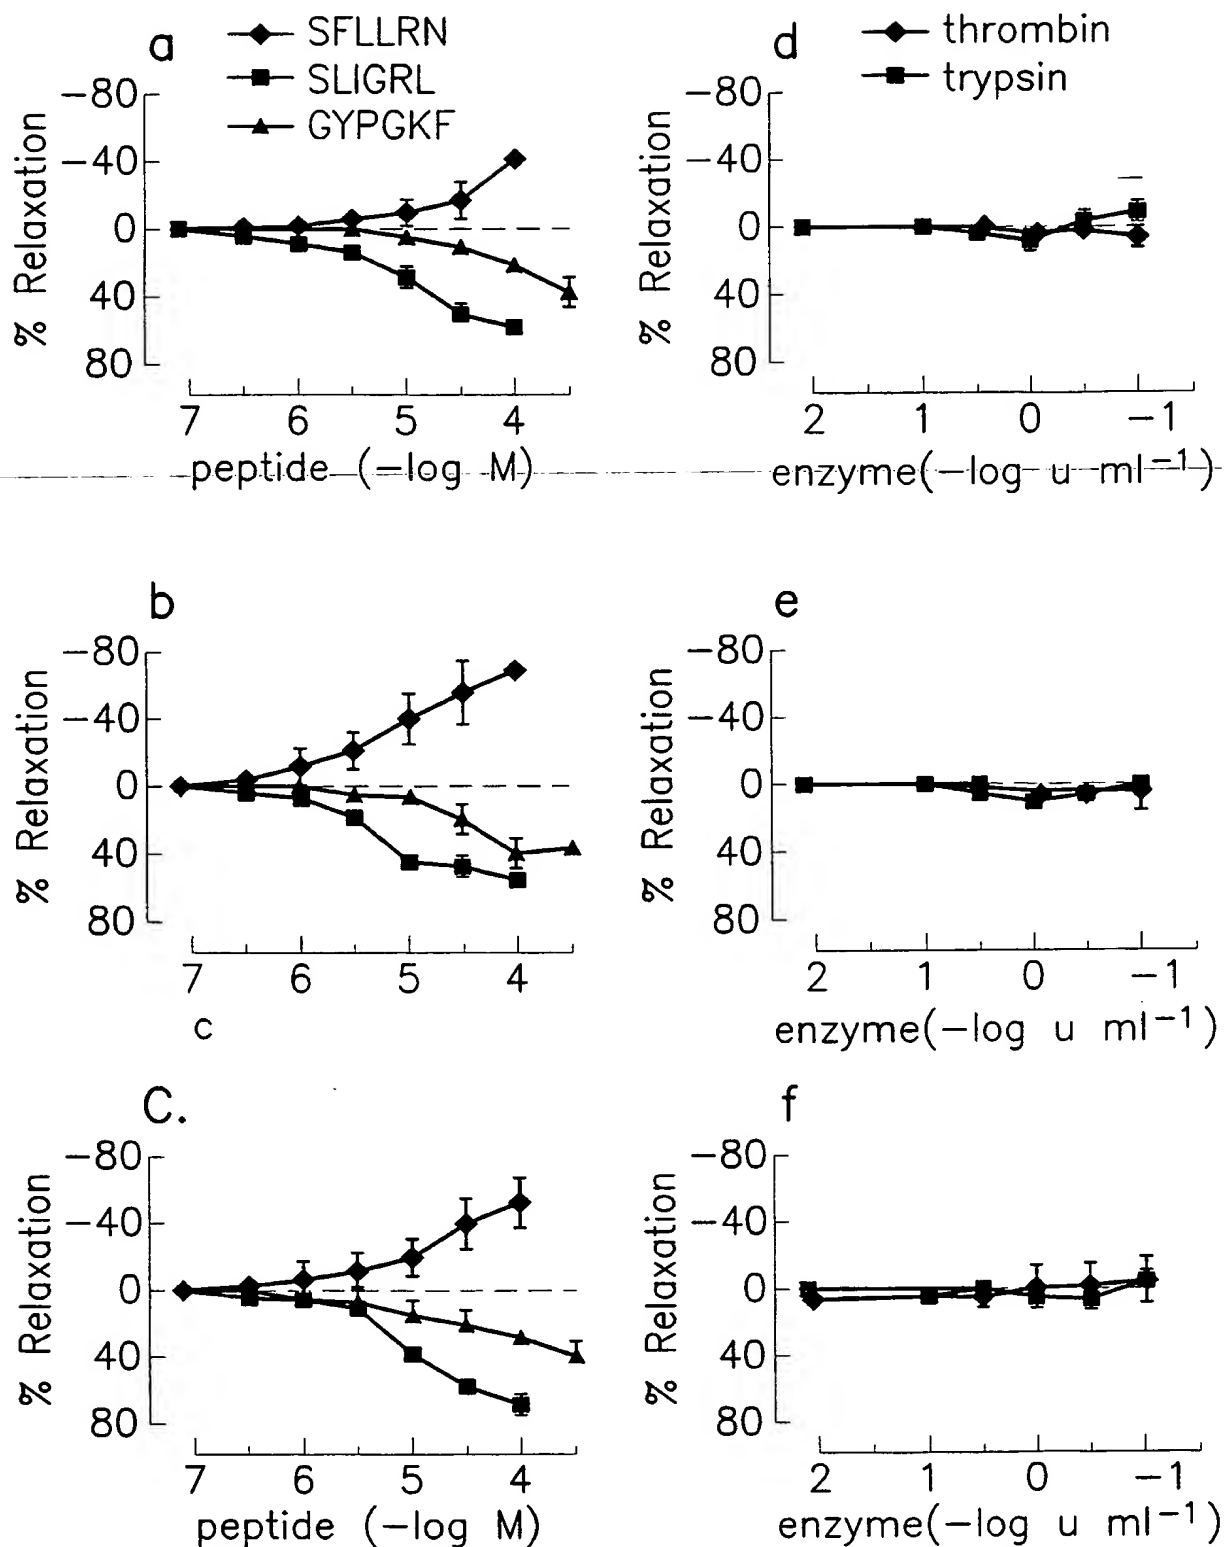 a
SFLLRN
SLIGRL
GYPGKF
% Relaxation
-80
-40
0
40
80
7 6 5 4
peptide (-log M)
d
thrombin
trypsin
% Relaxation
-80
-40
0
40
80
2 1 0 -1
enzyme(-log u ml⁻¹)
b
% Relaxation
-80
-40
0
40
80
7 6 5 4
c
e
% Relaxation
-80
-40
0
40
80
2 1 0 -1
enzyme(-log u ml⁻¹)
C.
% Relaxation
-80
-40
0
40
80
7 6 5 4
peptide (-log M)
f
% Relaxation
-80
-40
0
40
80
2 1 0 -1
enzyme(-log u ml⁻¹)